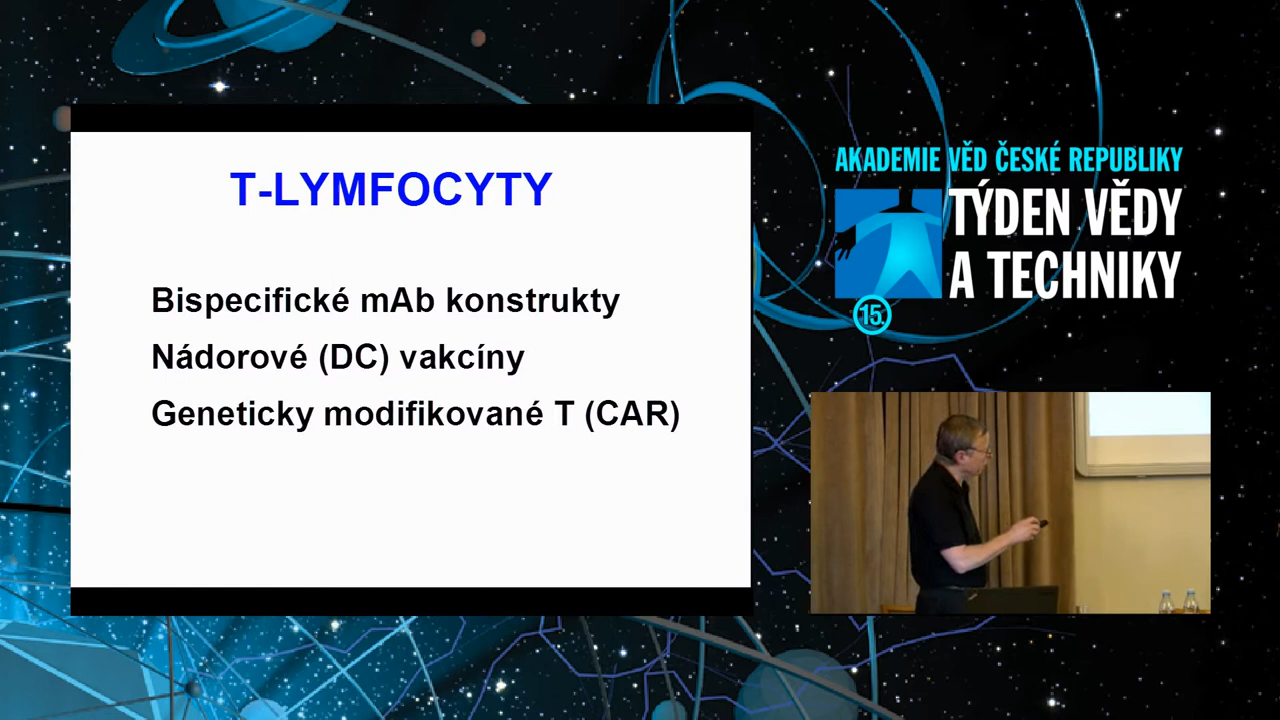 T-LYMFOCYTY
Bispecifické mAb konstrukty
Nádorové (DC) vakcíny
Geneticky modifikované T (CAR)
AKADEMIE VĚD ČESKÉ REPUBLIKY
TÝDEN VĚDY
A TECHNIKY
15.